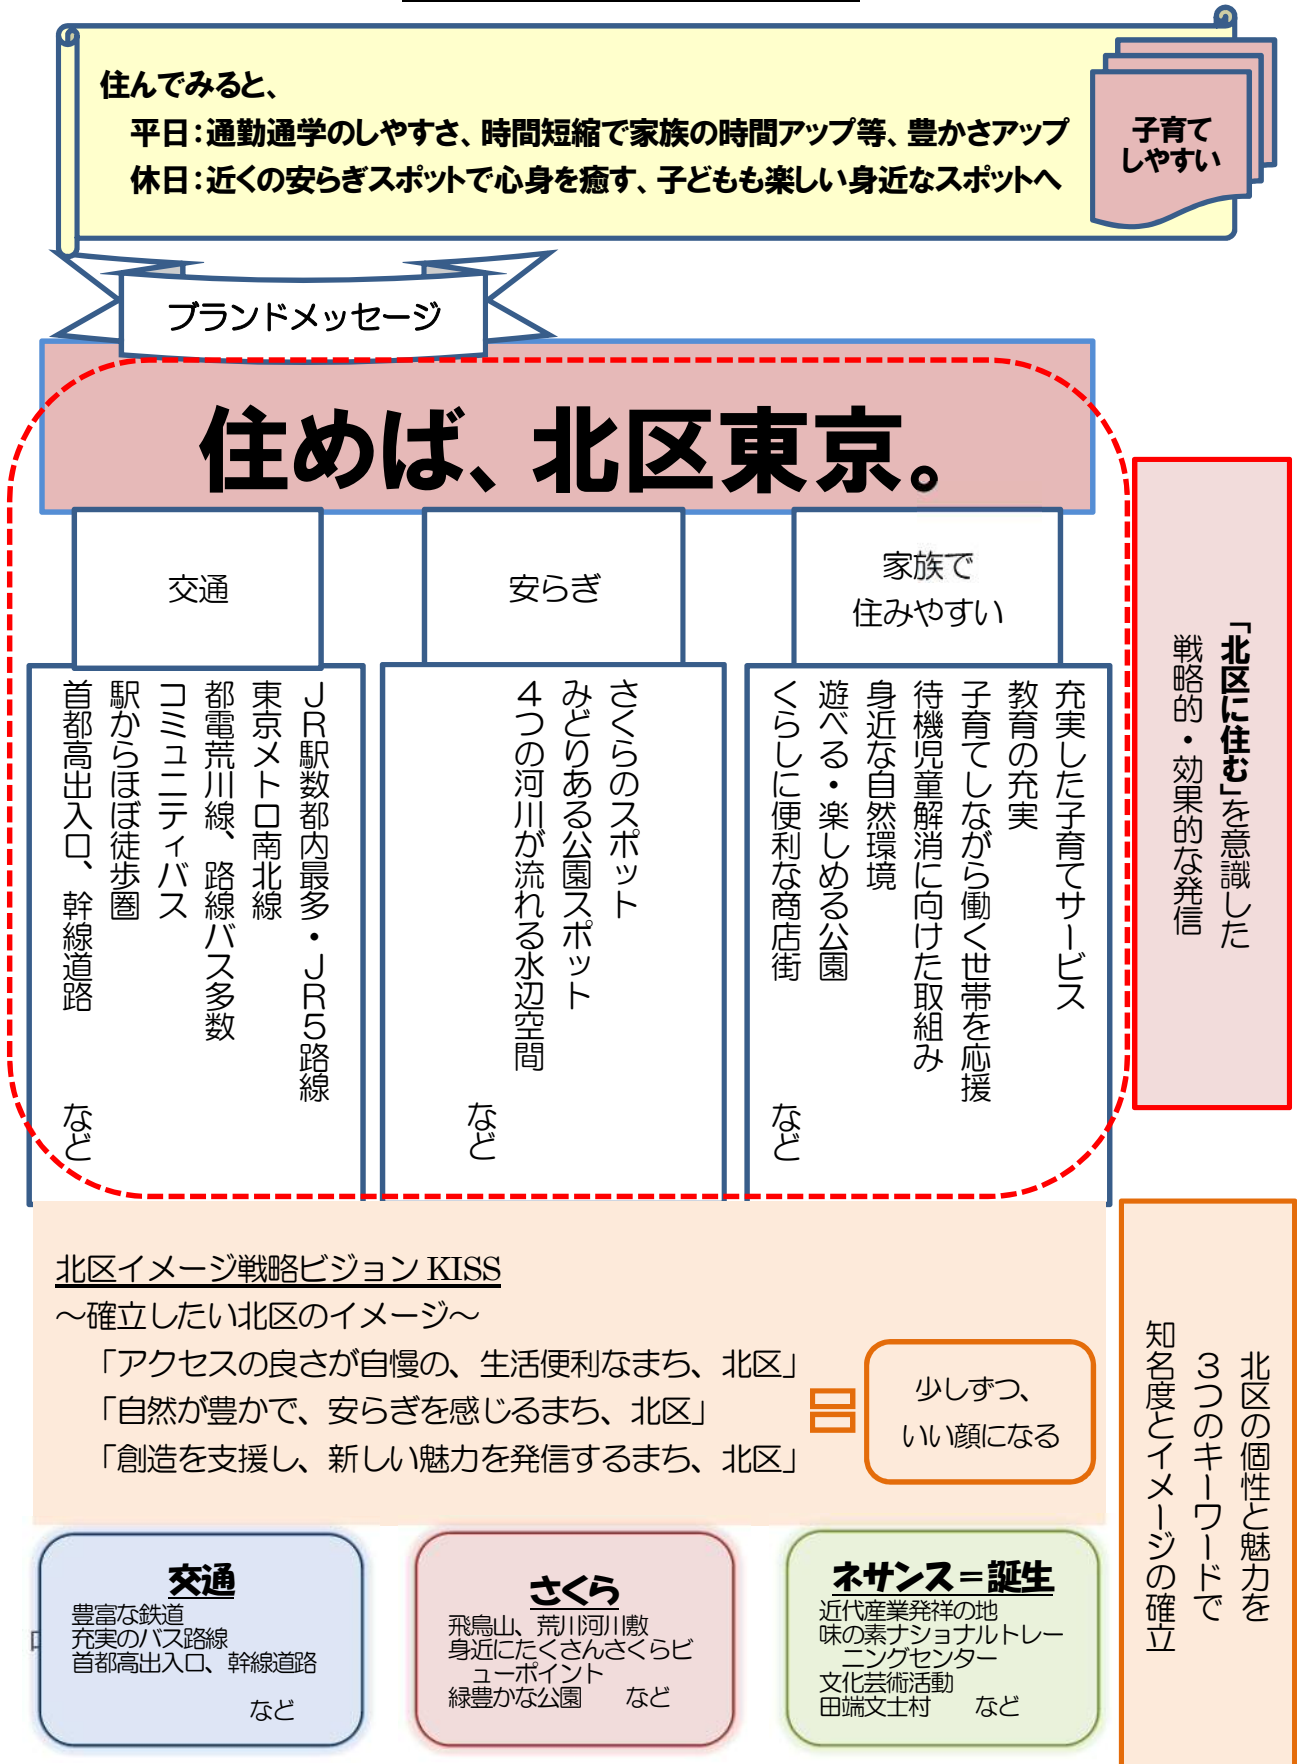 住んでみると、
平日：通勤通学のしやすさ、時間短縮で家族の時間アップ等、豊かさアップ
休日：近くの安らぎスポットで心身を癒す、子どもも楽しい身近なスポットへ
子育て
しやすい
ブランドメッセージ
住めば、北区東京。
交通
ＪＲ駅数都内最多・ＪＲ５路線
東京メトロ南北線
都電荒川線、路線バス多数
コミュニティバス
駅からほぼ徒歩圏
首都高出入口、幹線道路　など
安らぎ
さくらのスポット
みどりある公園スポット
４つの河川が流れる水辺空間
など
家族で
住みやすい
充実した子育てサービス
教育の充実
子育てしながら働く世帯を応援
待機児童解消に向けた取組み
身近な自然環境
遊べる・楽しめる公園
くらしに便利な商店街　など
「北区に住む」を意識した
戦略的・効果的な発信
北区イメージ戦略ビジョン KISS
～確立したい北区のイメージ～
「アクセスの良さが自慢の、生活便利なまち、北区」
「自然が豊かで、安らぎを感じるまち、北区」
「創造を支援し、新しい魅力を発信するまち、北区」
少しずつ、
いい顔になる
北区の個性と魅力を
３つのキーワードで
知名度とイメージの確立
交通
豊富な鉄道
充実のバス路線
首都高出入口、幹線道路
など
さくら
飛鳥山、荒川河川敷
身近にたくさんさくらビ
ューポイント
緑豊かな公園　など
ネサンス＝誕生
近代産業発祥の地
味の素ナショナルトレー
ニングセンター
文化芸術活動
田端文士村　など